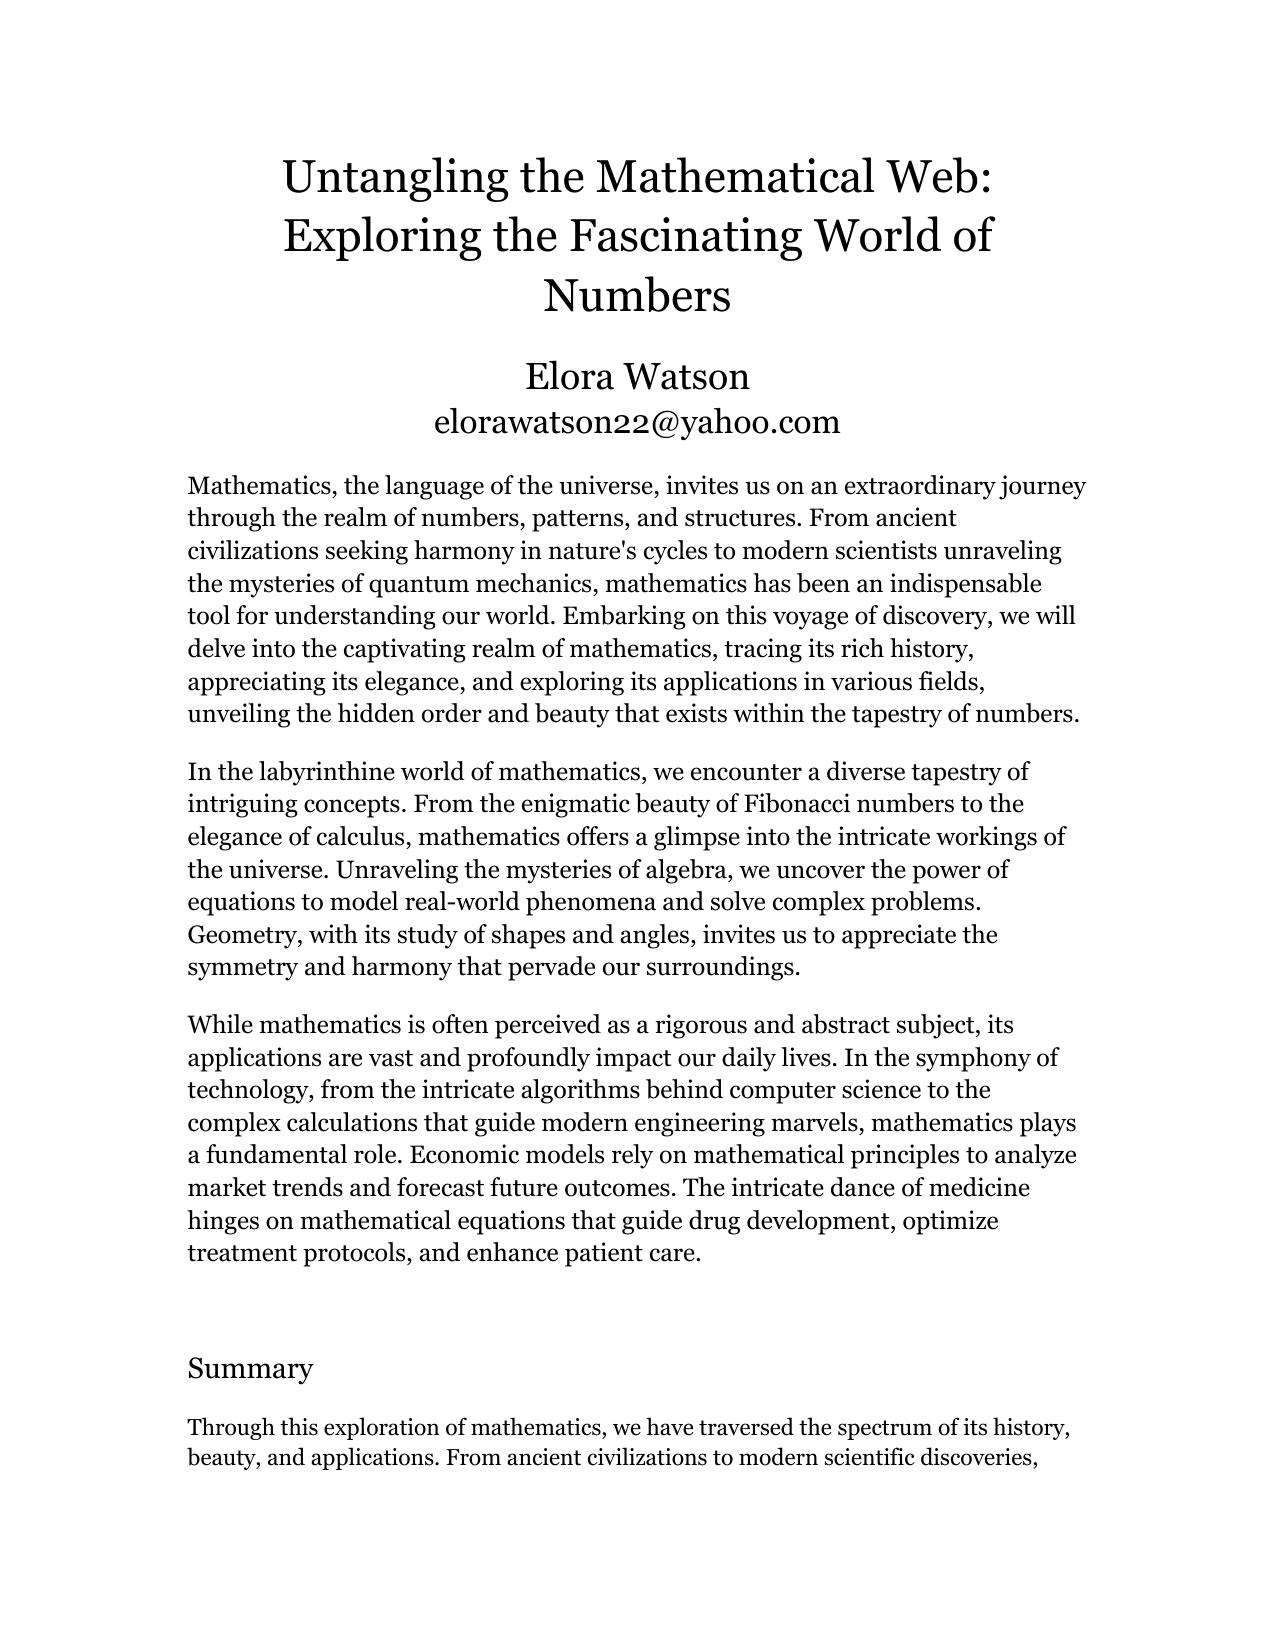 Untangling the Mathematical Web:
Exploring the Fascinating World of
Numbers
Elora Watson
elorawatson22@yahoo.com
Mathematics, the language of the universe, invites us on an extraordinary journey
through the realm of numbers, patterns, and structures. From ancient
civilizations seeking harmony in nature's cycles to modern scientists unraveling
the mysteries of quantum mechanics, mathematics has been an indispensable
tool for understanding our world. Embarking on this voyage of discovery, we will
delve into the captivating realm of mathematics, tracing its rich history,
appreciating its elegance, and exploring its applications in various fields,
unveiling the hidden order and beauty that exists within the tapestry of numbers.
In the labyrinthine world of mathematics, we encounter a diverse tapestry of
intriguing concepts. From the enigmatic beauty of Fibonacci numbers to the
elegance of calculus, mathematics offers a glimpse into the intricate workings of
the universe. Unraveling the mysteries of algebra, we uncover the power of
equations to model real-world phenomena and solve complex problems.
Geometry, with its study of shapes and angles, invites us to appreciate the
symmetry and harmony that pervade our surroundings.
While mathematics is often perceived as a rigorous and abstract subject, its
applications are vast and profoundly impact our daily lives. In the symphony of
technology, from the intricate algorithms behind computer science to the
complex calculations that guide modern engineering marvels, mathematics plays
a fundamental role. Economic models rely on mathematical principles to analyze
market trends and forecast future outcomes. The intricate dance of medicine
hinges on mathematical equations that guide drug development, optimize
treatment protocols, and enhance patient care.
Summary
Through this exploration of mathematics, we have traversed the spectrum of its history,
beauty, and applications. From ancient civilizations to modern scientific discoveries,